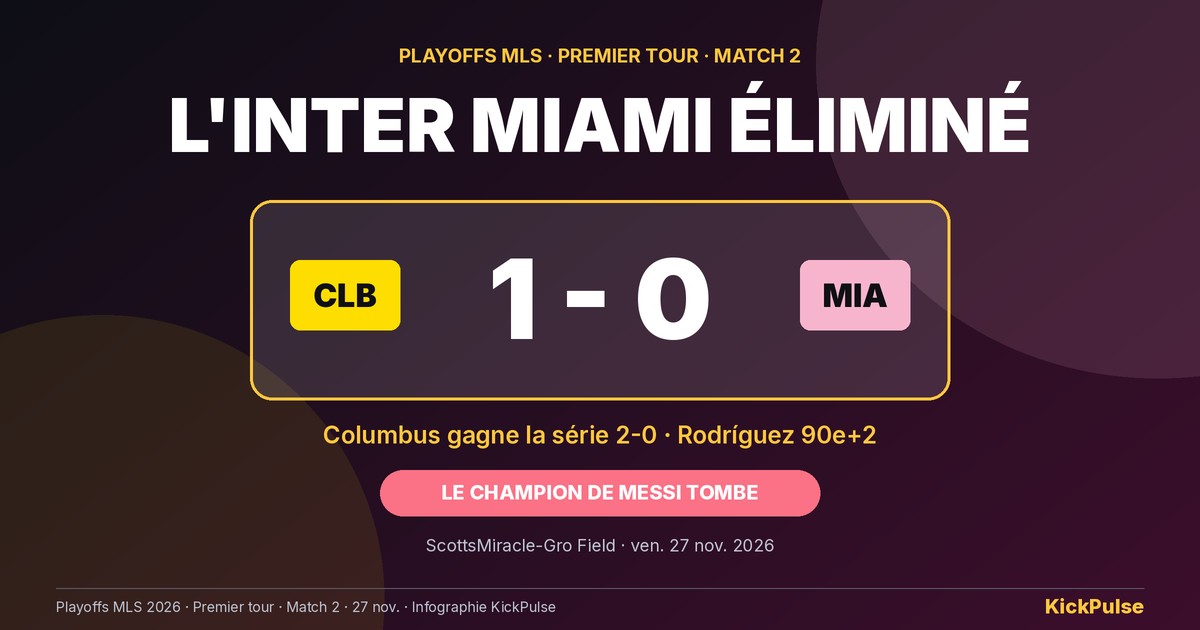 PLAYOFFS MLS · PREMIER TOUR · MATCH 2
L'INTER MIAMI ÉLIMINÉ
CLB 1 - 0 MIA
Columbus gagne la série 2-0 · Rodríguez 90e+2
LE CHAMPION DE MESSI TOMBE
ScottsMiracle-Gro Field · ven. 27 nov. 2026
Playoffs MLS 2026 · Premier tour · Match 2 · 27 nov. · Infographie KickPulse
KickPulse